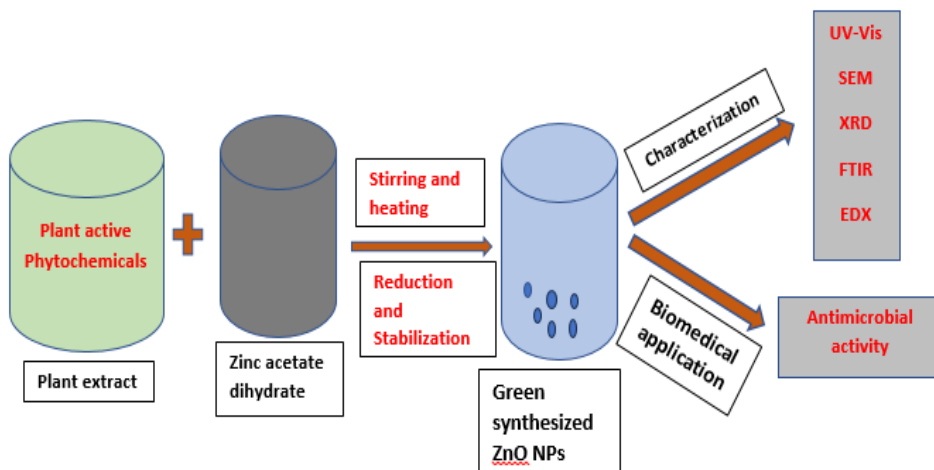 Plant active
Phytochemicals
Plant extract
Zinc acetate
dihydrate
Stirring and
heating
Reduction
and
Stabilization
Green
synthesized
ZnO NPs
Characterization
UV-Vis
SEM
XRD
FTIR
EDX
Biomedical
application
Antimicrobial
activity